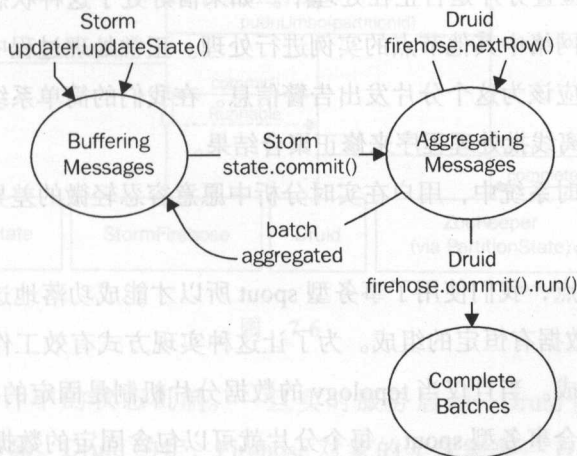 Storm
updater.updateState()
Druid
firehose.nextRow()
Buffering
Messages
Storm
state.commit()
Aggregating
Messages
batch
aggregated
Druid
firehose.commit().run()
Complete
Batches